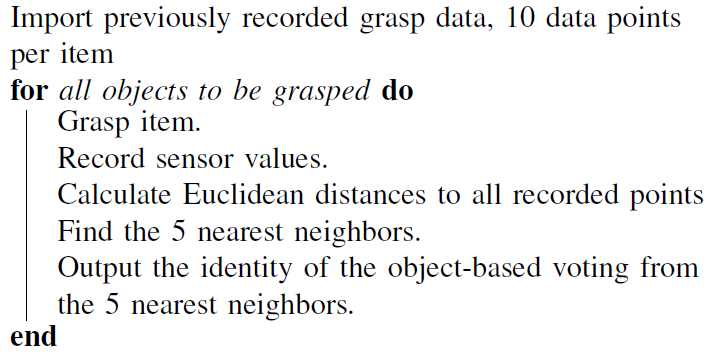 Import previously recorded grasp data, 10 data points
per item
for all objects to be grasped do
Grasp item.
Record sensor values.
Calculate Euclidean distances to all recorded points
Find the 5 nearest neighbors.
Output the identity of the object-based voting from
the 5 nearest neighbors.
end